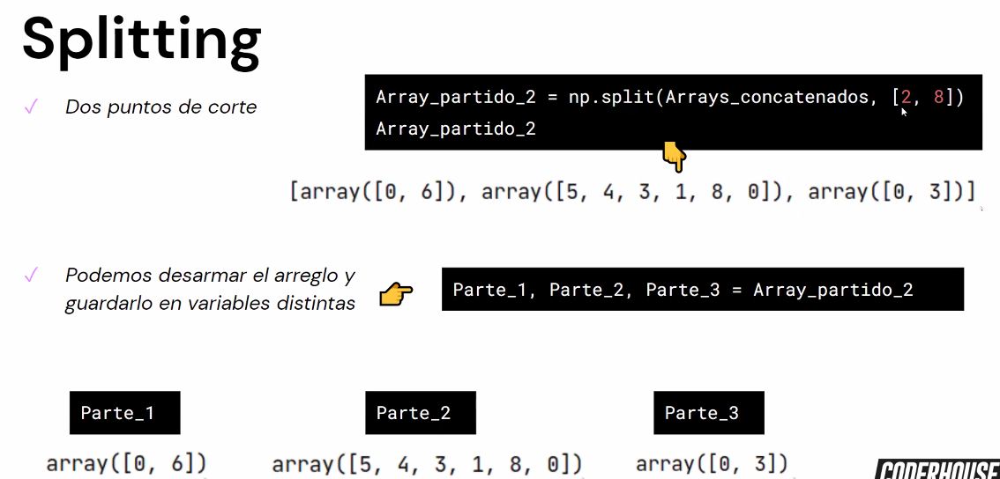 Splitting
✓ Dos puntos de corte
Array_partido_2 = np.split(Arrays_concatenados, [2, 8])
Array_partido_2
[array([0, 6]), array([5, 4, 3, 1, 8, 0]), array([0, 3])]
✓ Podemos desarmar el arreglo y
guardarlo en variables distintas
Parte_1, Parte_2, Parte_3 = Array_partido_2
Parte_1
array([0, 6])
Parte_2
array([5, 4, 3, 1, 8, 0])
Parte_3
array([0, 3])
CODERHOUSE